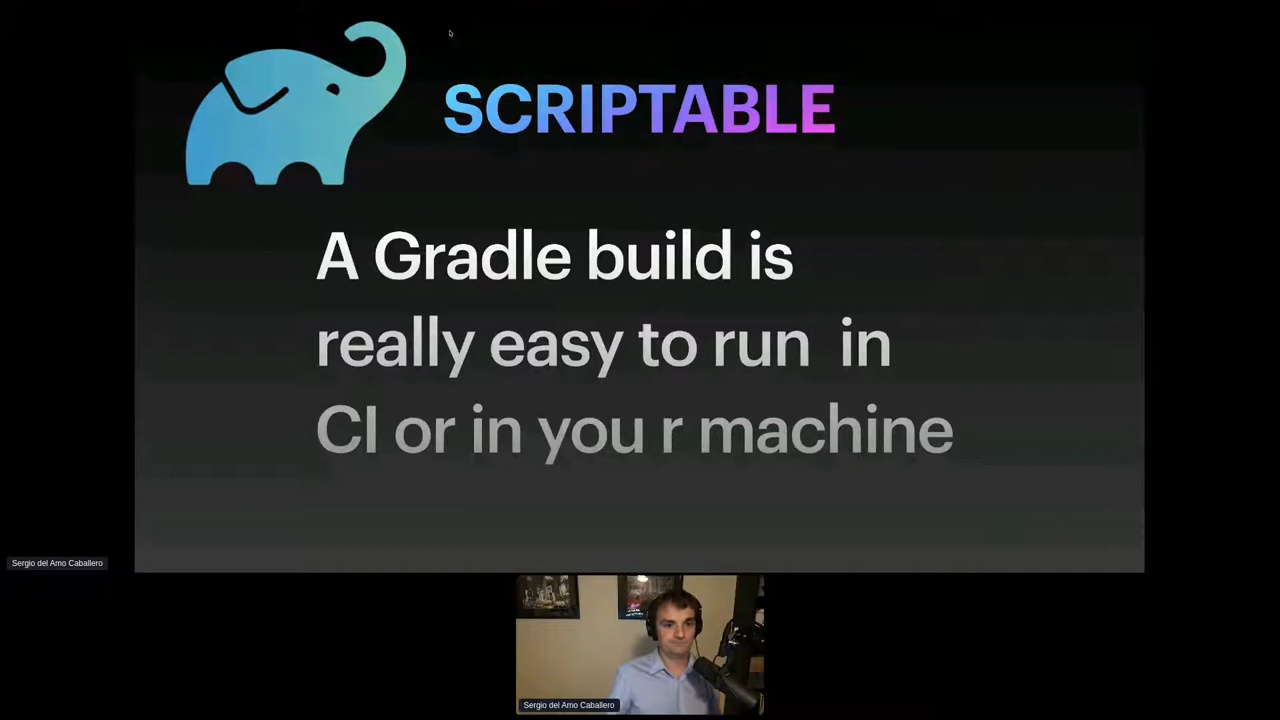 SCRIPTABLE
A Gradle build is
really easy to run  in
CI or in you r machine
Sergio del Amo Caballero
Sergio del Amo Caballero